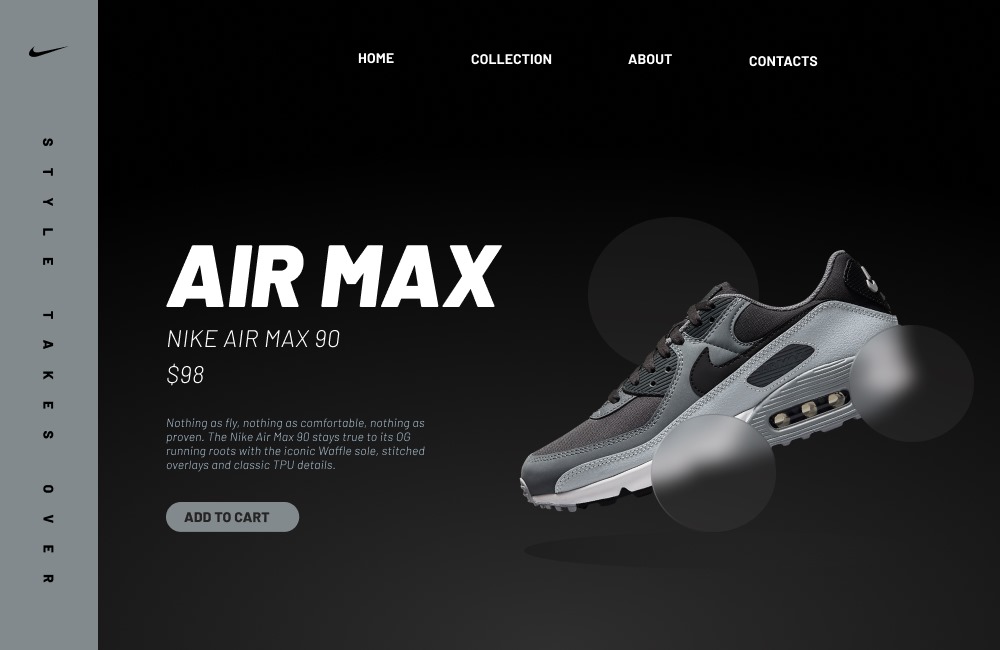 STYLE TAKES OVER
HOME COLLECTION ABOUT CONTACTS
AIR MAX
NIKE AIR MAX 90
$98
Nothing as fly, nothing as comfortable, nothing as
proven. The Nike Air Max 90 stays true to its OG
running roots with the iconic Waffle sole, stitched
overlays and classic TPU details.
ADD TO CART